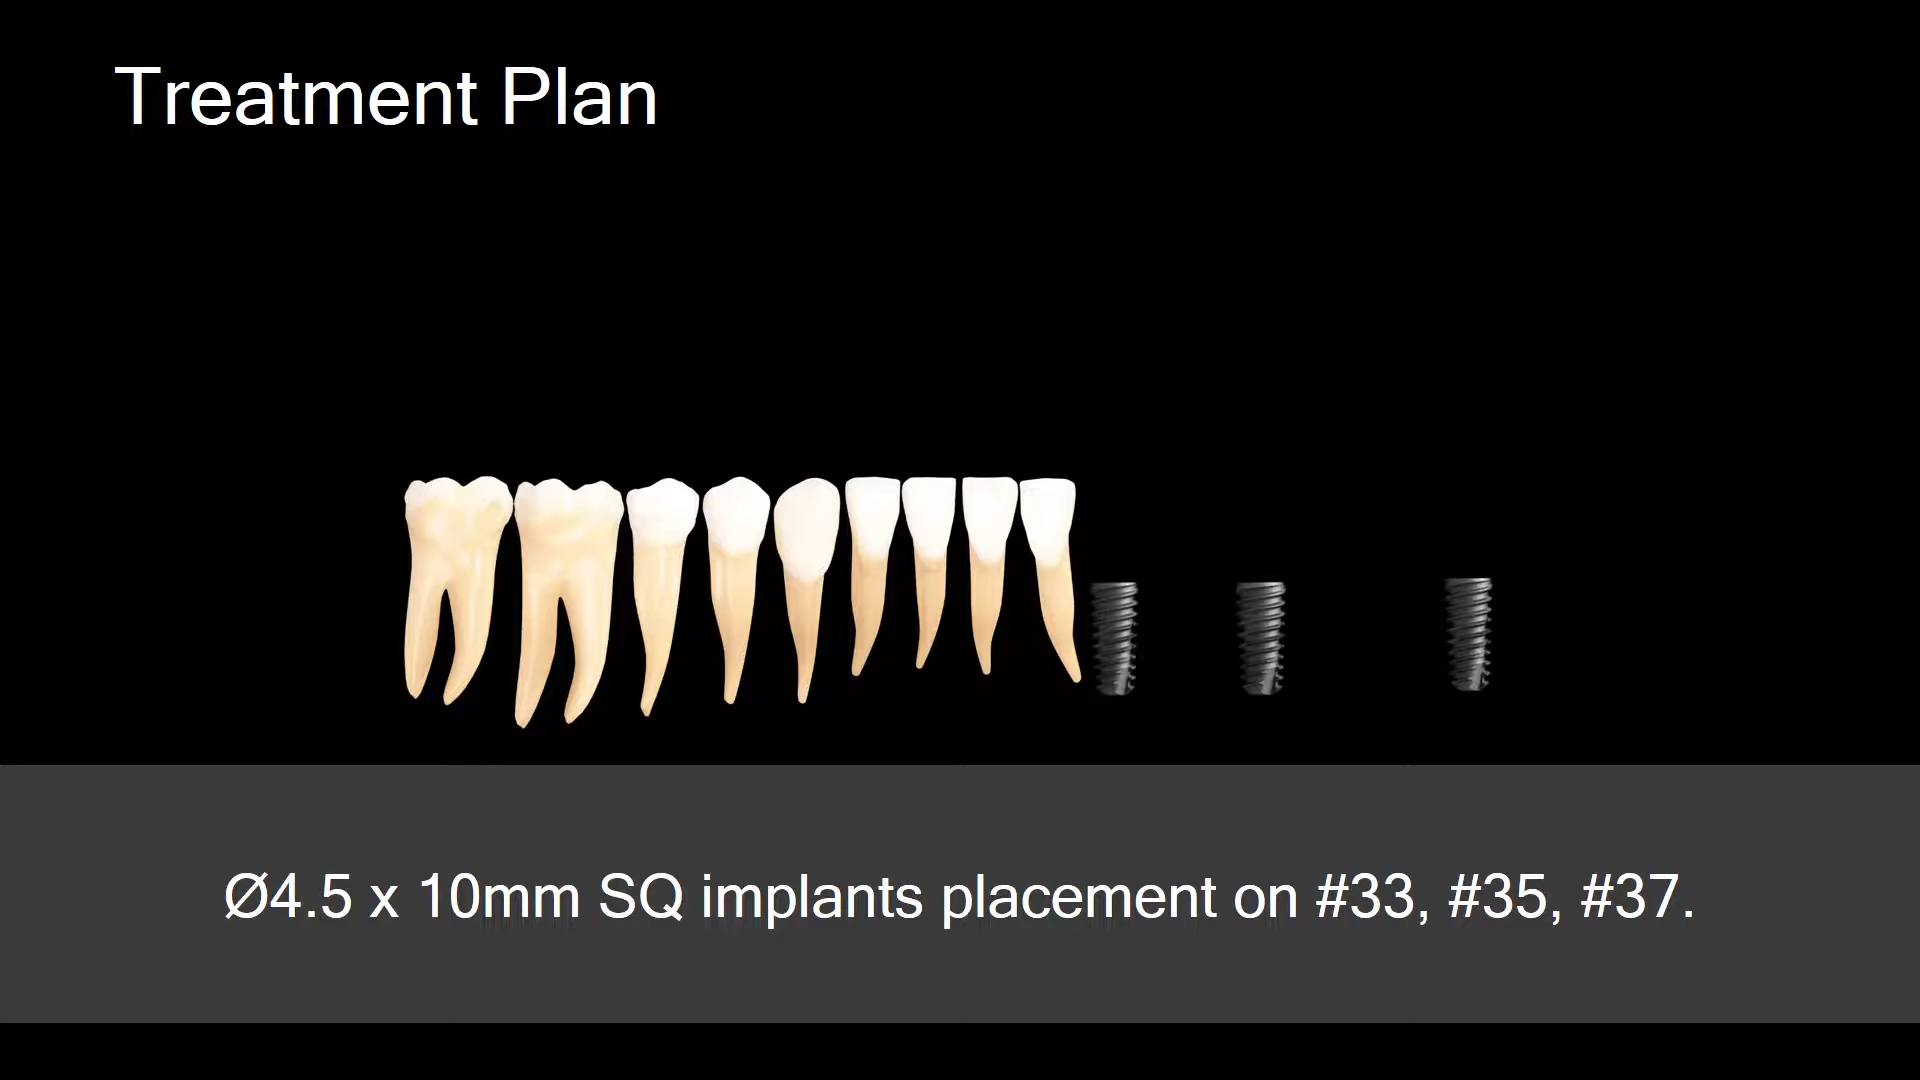 Treatment Plan
Ø4.5 x 10mm SQ implants placement on #33, #35, #37.